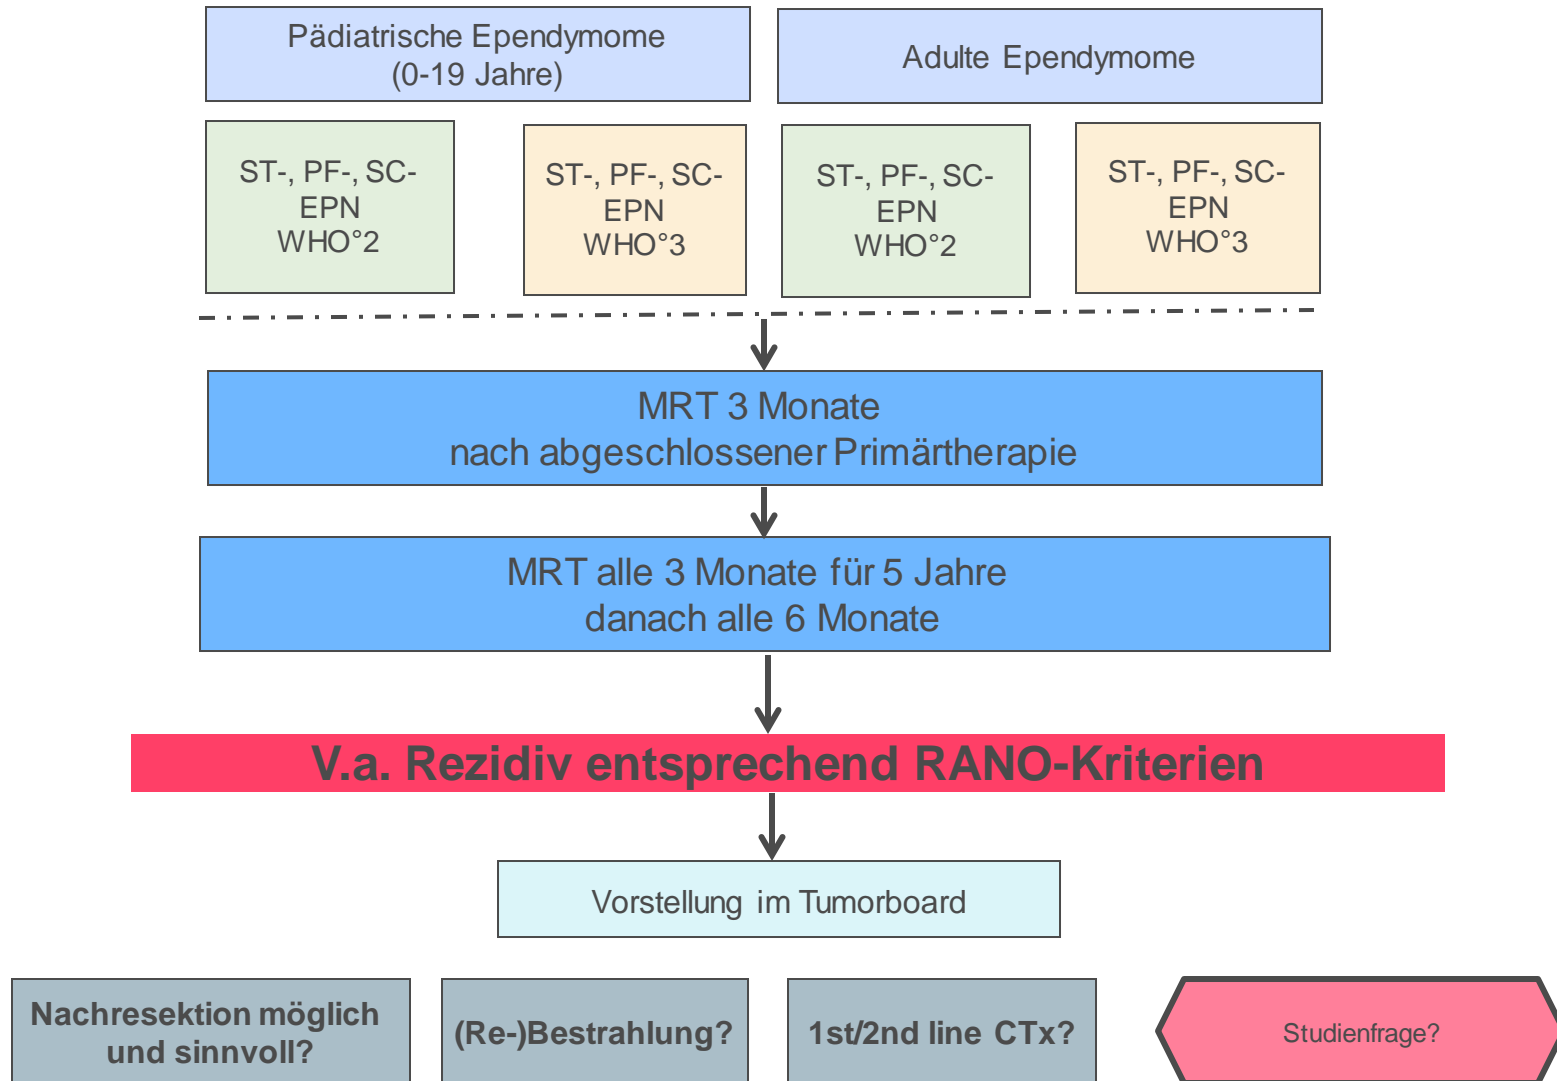 Pädiatrische Ependymome
(0-19 Jahre)
Adulte Ependymome
ST-, PF-, SC-
EPN
WHO°2
ST-, PF-, SC-
EPN
WHO°3
ST-, PF-, SC-
EPN
WHO°2
ST-, PF-, SC-
EPN
WHO°3
MRT 3 Monate
nach abgeschlossener Primärtherapie
MRT alle 3 Monate für 5 Jahre
danach alle 6 Monate
V.a. Rezidiv entsprechend RANO-Kriterien
Vorstellung im Tumorboard
Nachresektion möglich
und sinnvoll?
(Re-)Bestrahlung?
1st/2nd line CTx?
Studienfrage?